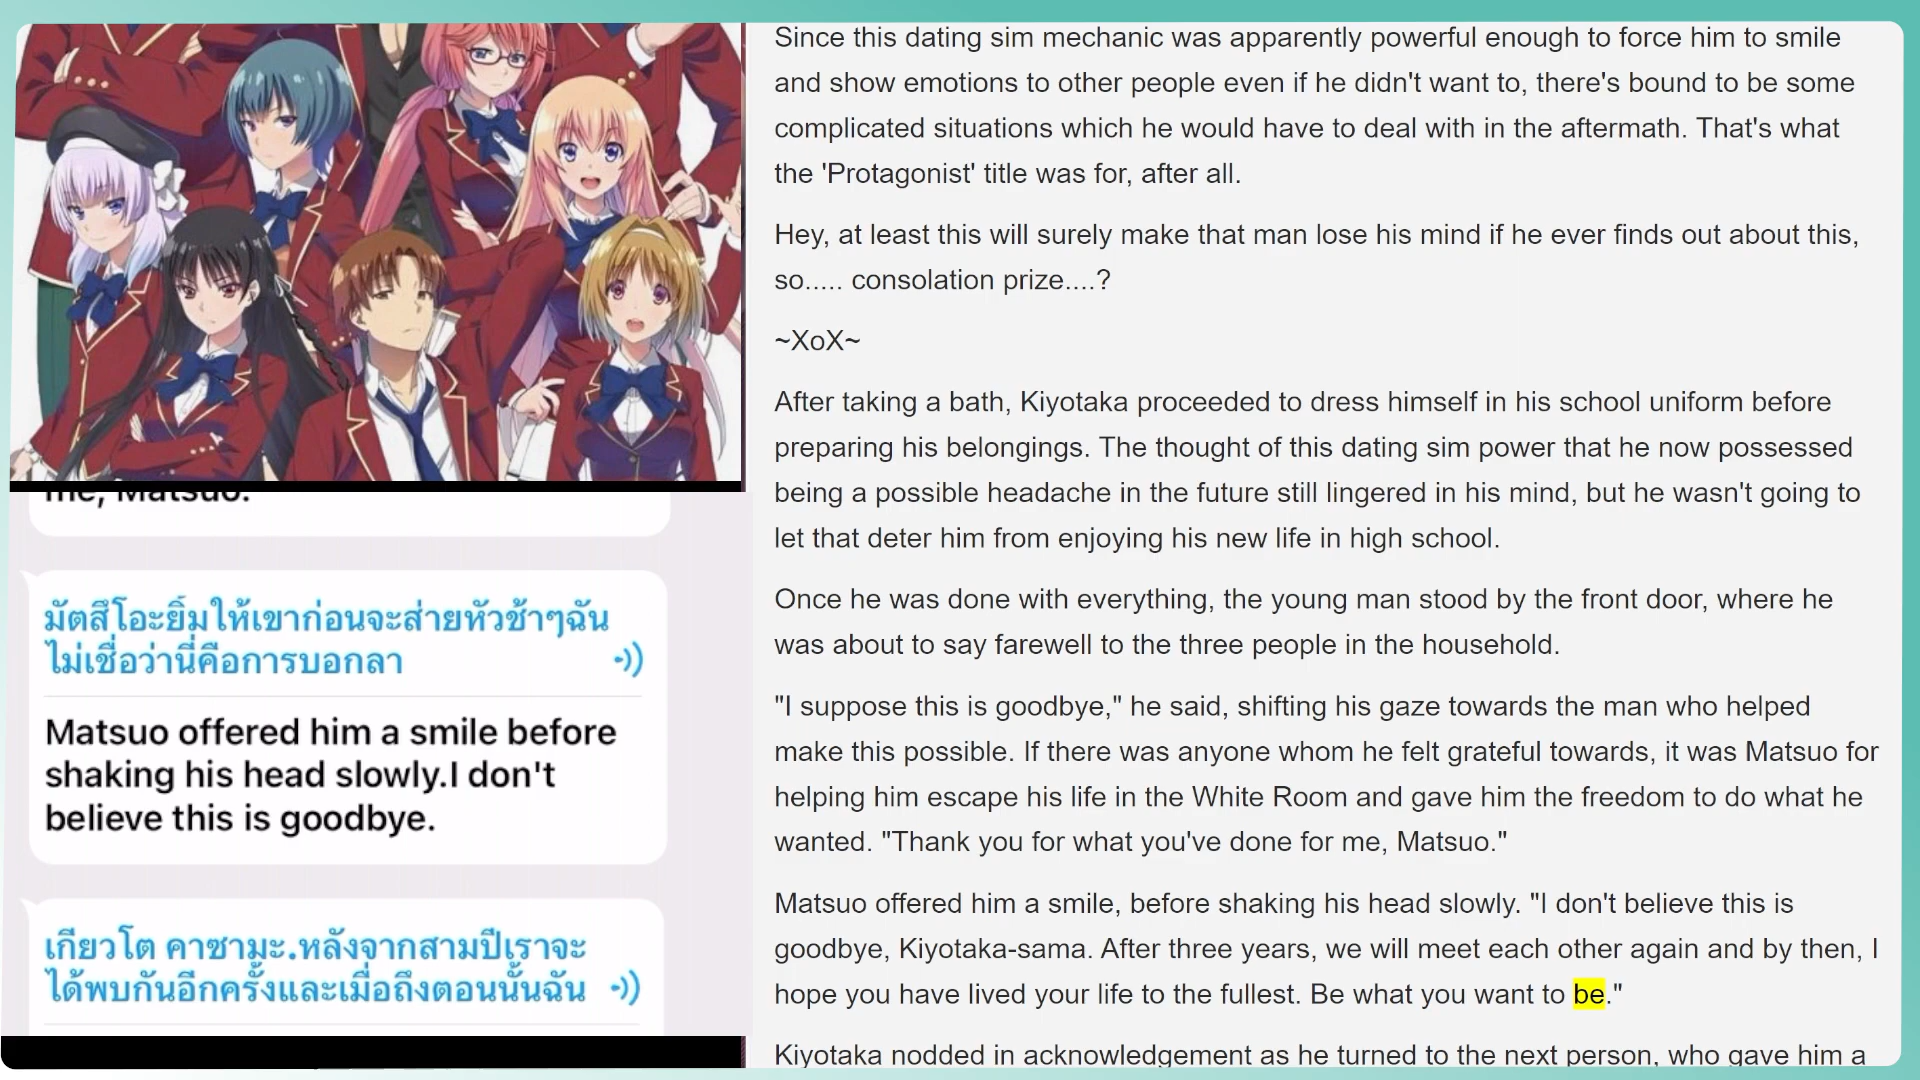 me, Matsuo.
มัตสึโอะยิ้มให้เขาก่อนจะส่ายหัวช้าๆฉัน
ไม่เชื่อว่านี่คือการบอกลา
Matsuo offered him a smile before
shaking his head slowly.I don't
believe this is goodbye.
เกียวโต คาซามะ.หลังจากสามปีเราจะ
ได้พบกันอีกครั้งและเมื่อถึงตอนนั้นฉัน
Since this dating sim mechanic was apparently powerful enough to force him to smile
and show emotions to other people even if he didn't want to, there's bound to be some
complicated situations which he would have to deal with in the aftermath. That's what
the 'Protagonist' title was for, after all.
Hey, at least this will surely make that man lose his mind if he ever finds out about this,
so..... consolation prize....?
~XoX~
After taking a bath, Kiyotaka proceeded to dress himself in his school uniform before
preparing his belongings. The thought of this dating sim power that he now possessed
being a possible headache in the future still lingered in his mind, but he wasn't going to
let that deter him from enjoying his new life in high school.
Once he was done with everything, the young man stood by the front door, where he
was about to say farewell to the three people in the household.
"I suppose this is goodbye," he said, shifting his gaze towards the man who helped
make this possible. If there was anyone whom he felt grateful towards, it was Matsuo for
helping him escape his life in the White Room and gave him the freedom to do what he
wanted. "Thank you for what you've done for me, Matsuo."
Matsuo offered him a smile, before shaking his head slowly. "I don't believe this is
goodbye, Kiyotaka-sama. After three years, we will meet each other again and by then, I
hope you have lived your life to the fullest. Be what you want to be."
Kiyotaka nodded in acknowledgement as he turned to the next person, who gave him a